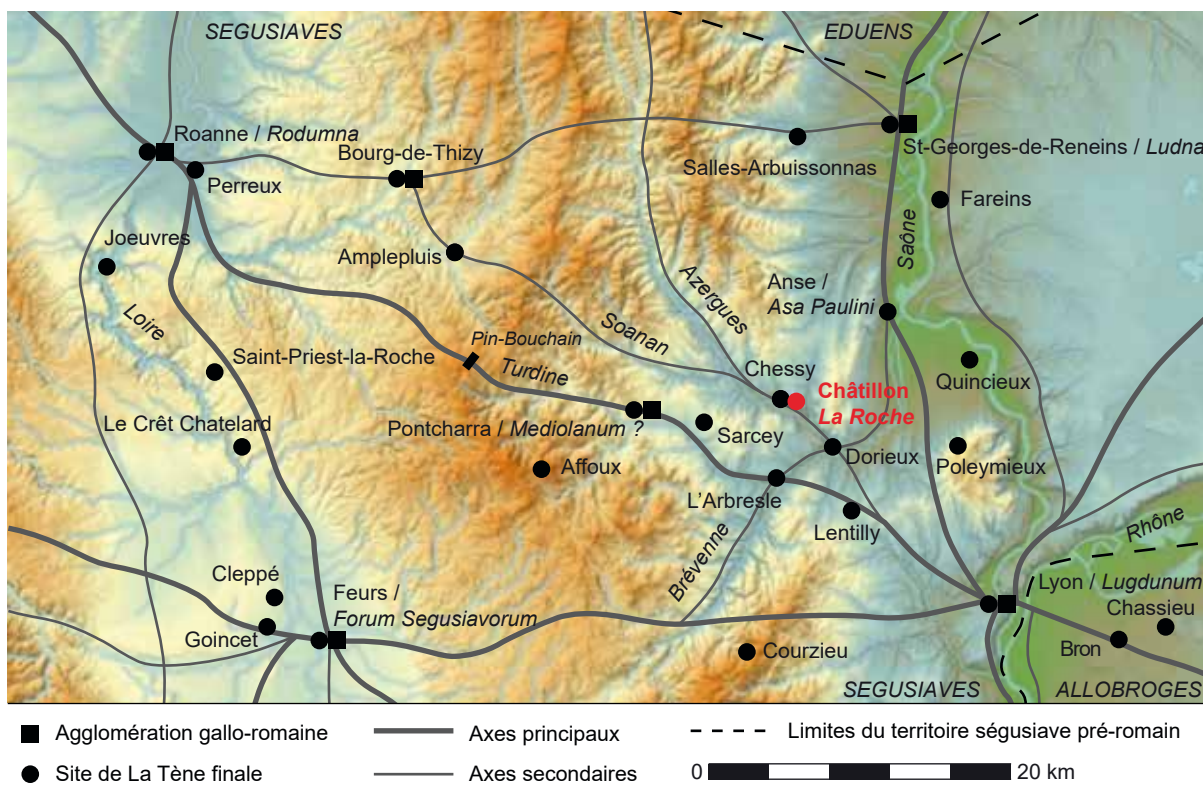 SEGUSIAVES
EDUENS
Roanne / Rodumna
Bourg-de-Thizy
St-Georges-de-Reneins / Ludna
Salles-Arbuissonnas
Perreux
Fareins
Joeuvres
Amplepluis
Saône
Azergues
Anse /
Asa Paulini
Loire
Soanan
Pin-Bouchain
Saint-Priest-la-Roche
Turdine
Chessy
Quincieux
Châtillon
La Roche
Le Crêt Chatelard
Pontcharra / Mediolanum ?
Sarcey
Dorieux
Poleymieux
Affoux
L'Arbresle
Lentilly
Rhône
Brévenne
Cleppé
Feurs /
Forum Segusiavorum
Lyon / Lugdunum
Chassieu
Goincet
Bron
Courzieu
SEGUSIAVES
ALLOBROGES
Agglomération gallo-romaine
Axes principaux
Limites du territoire ségusiave pré-romain
Site de La Tène finale
Axes secondaires
0 20 km